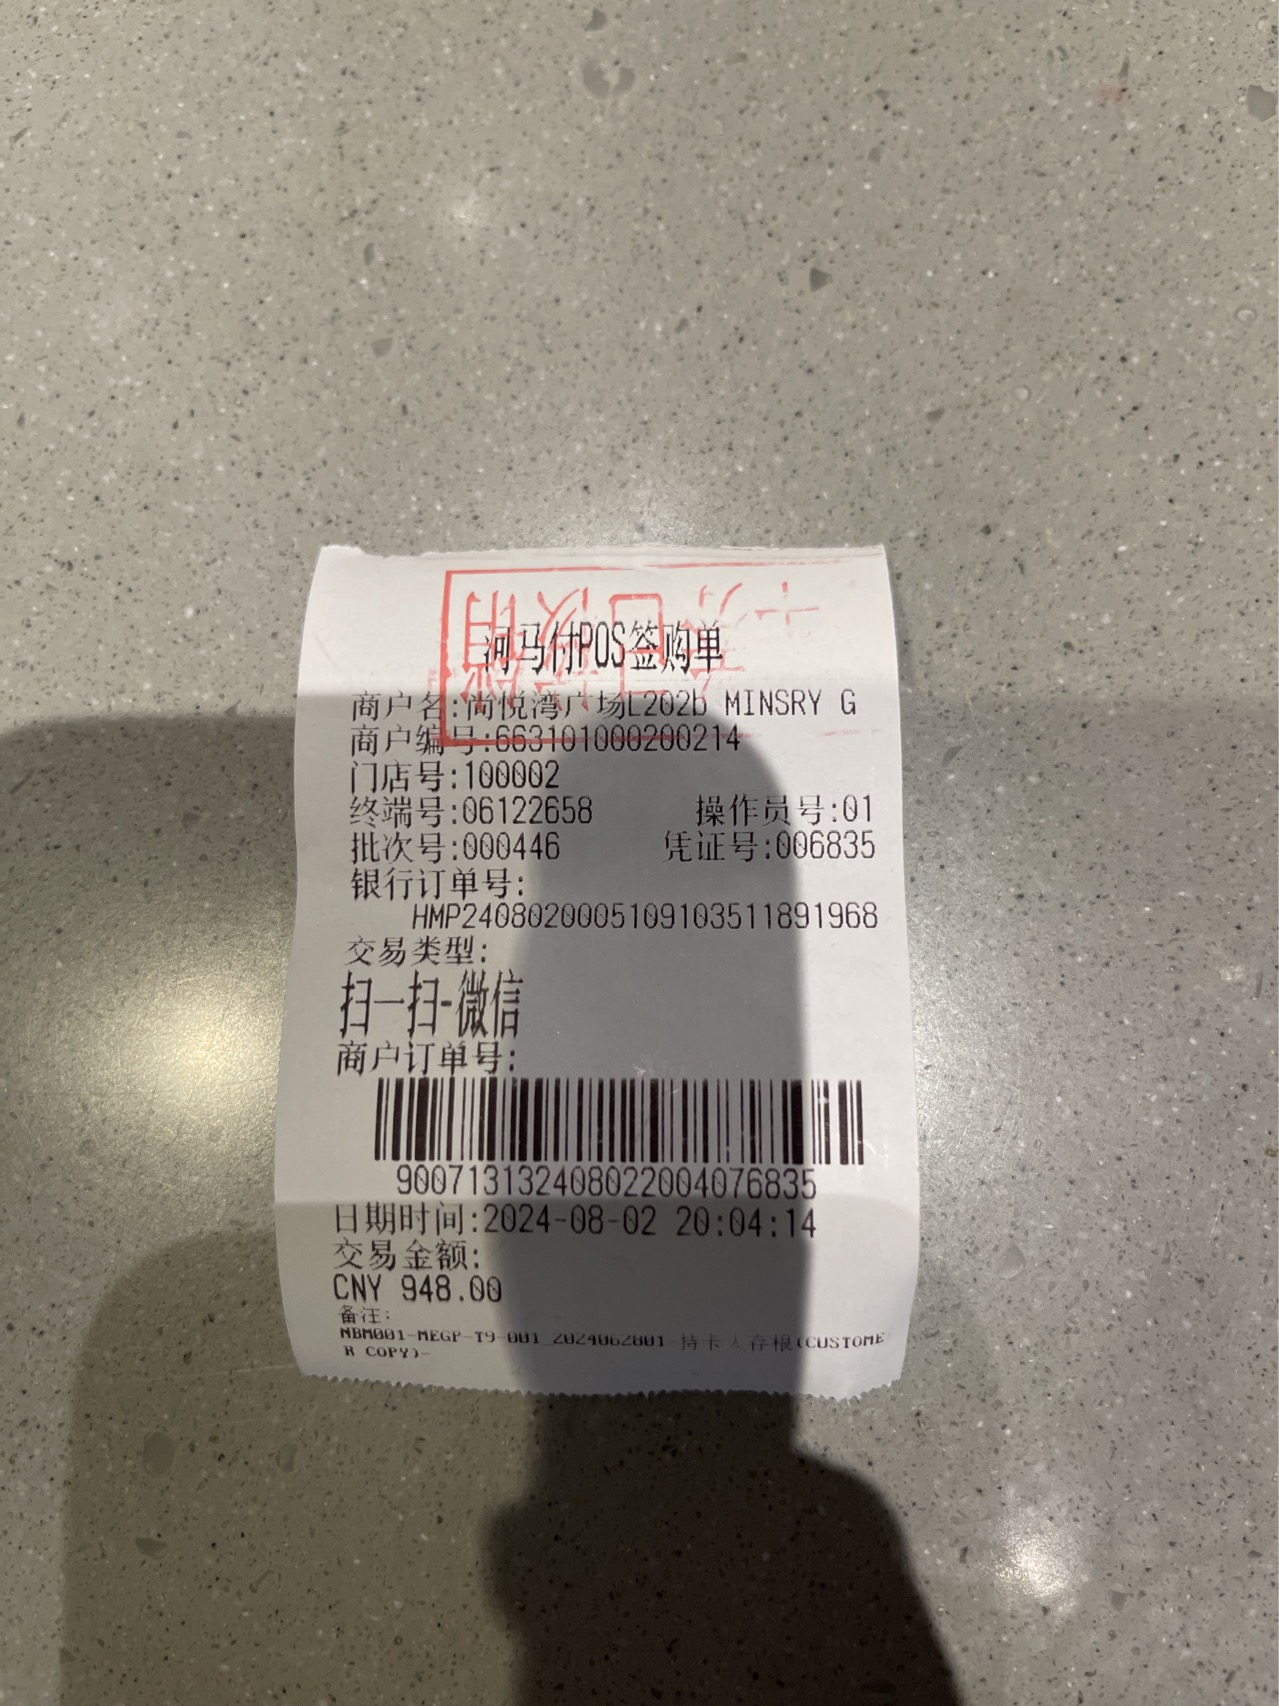 河马付POS签购单
商户名:尚悦湾广场L202b MINSRY G
商户编号:663101000200214
门店号:100002
终端号:06122658 操作员号:01
批次号:000446 凭证号:006835
银行订单号:
HMP2408020005109103511891968
交易类型:
扫一扫-微信
商户订单号:
900713132408022004076835
日期时间:2024-08-02 20:04:14
交易金额:
CNY 948.00
备注:
NBM001-MEGP-T9-001_2024062801-持卡人存根(CUSTOME
R COPY)-